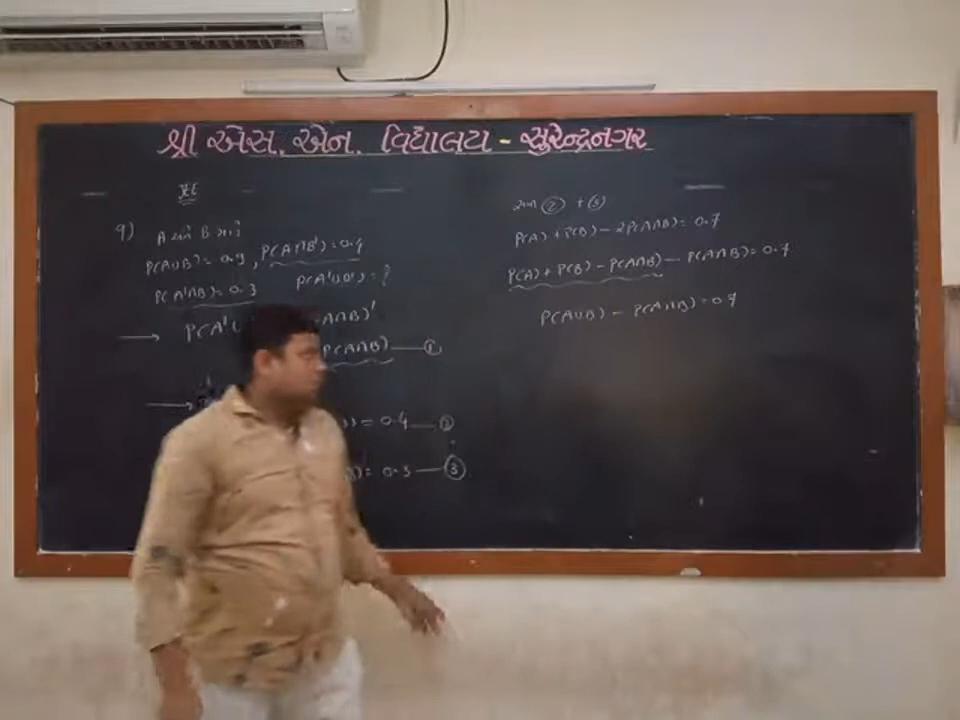 શ્રી એસ. એન. વિદ્યાલય - સુરેન્દ્રનગર
JEE
9) A અને B માટે
P(A∪B) = 0.9, P(A∩B') = 0.4
P(A'∩B) = 0.3 P(A'∪B') = ?
→ P(A' A∩B)'
P(A∩B) — ①
= 0.4 — ②
= 0.3 — ③
② + ③
P(A) + P(B) - 2P(A∩B) = 0.7
P(A) + P(B) - P(A∩B) - P(A∩B) = 0.7
P(A∪B) - P(A∩B) = 0.7